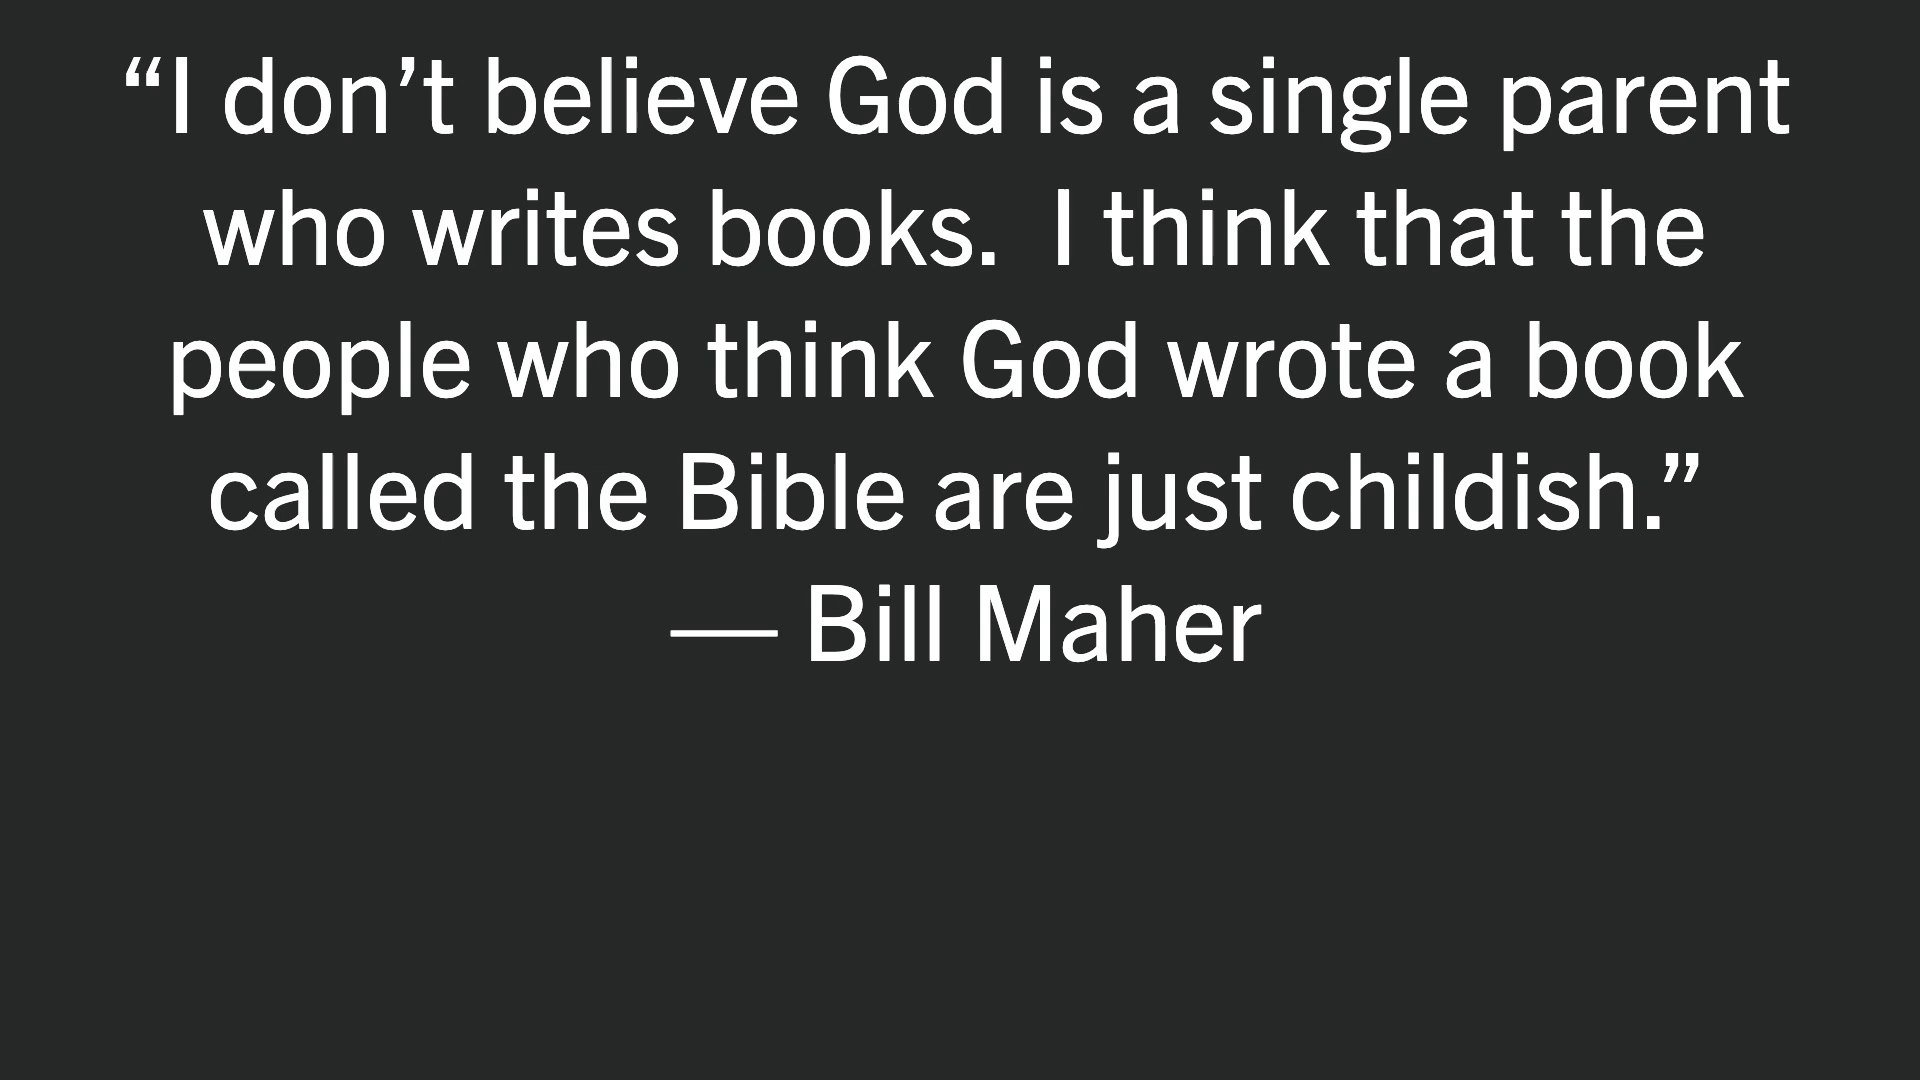 “I don’t believe God is a single parent
who writes books.  I think that the
people who think God wrote a book
called the Bible are just childish.”
— Bill Maher